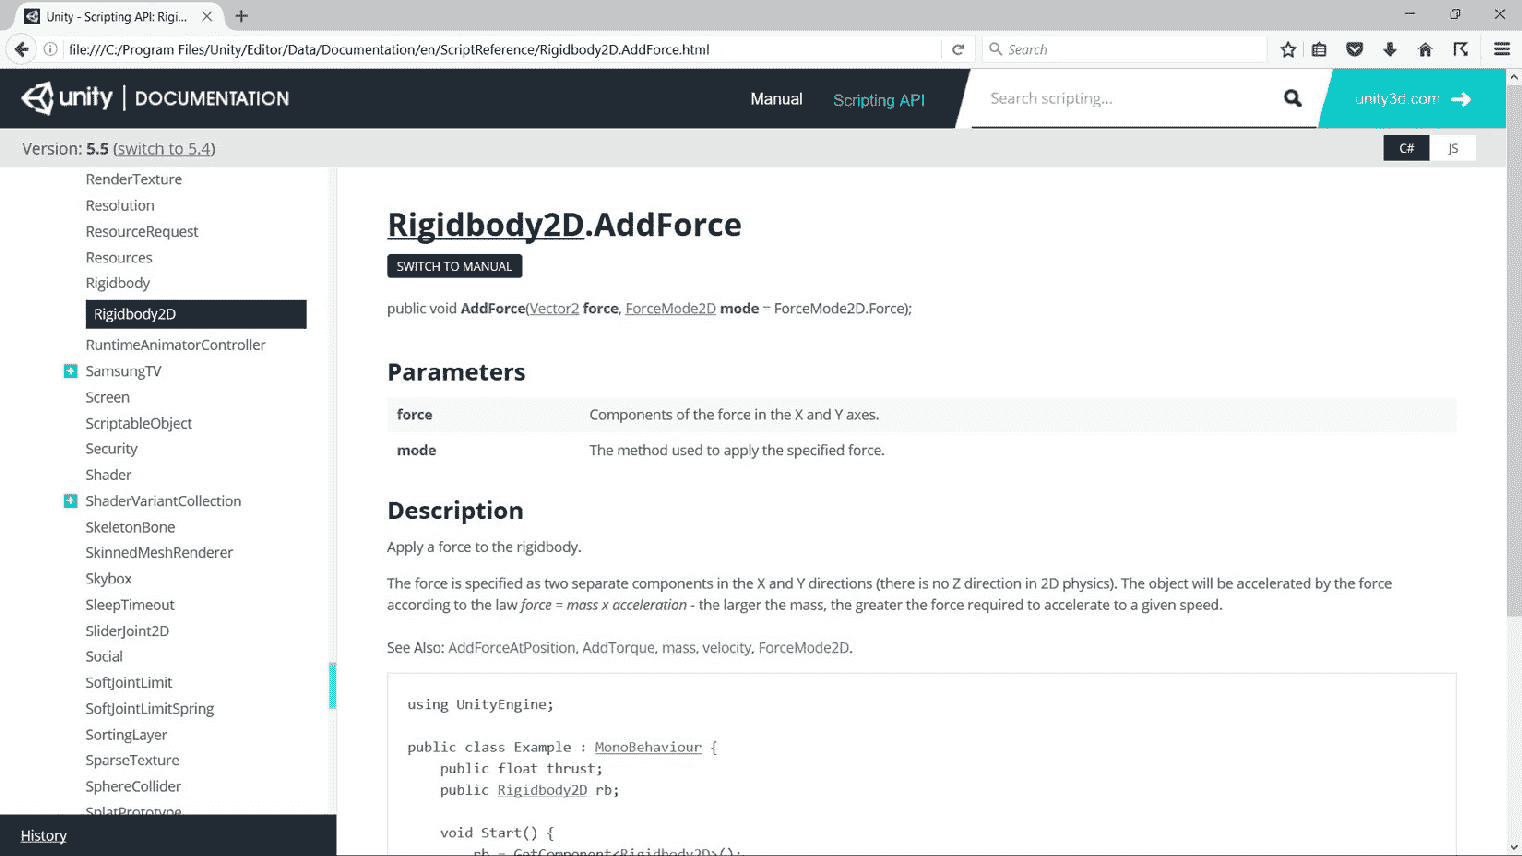 Unity - Scripting API: Rigi...
file:///C:/Program Files/Unity/Editor/Data/Documentation/en/ScriptReference/Rigidbody2D.AddForce.html
Search
unity | DOCUMENTATION
Manual
Scripting API
Search scripting...
unity3d.com
Version: 5.5 (switch to 5.4)
C#
JS
RenderTexture
Resolution
ResourceRequest
Resources
Rigidbody
Rigidbody2D
RuntimeAnimatorController
SamsungTV
Screen
ScriptableObject
Security
Shader
ShaderVariantCollection
SkeletonBone
SkinnedMeshRenderer
Skybox
SleepTimeout
SliderJoint2D
Social
SoftJointLimit
SoftJointLimitSpring
SortingLayer
SparseTexture
SphereCollider
SplatPrototype
History
Rigidbody2D.AddForce
SWITCH TO MANUAL
public void AddForce(Vector2 force, ForceMode2D mode = ForceMode2D.Force);
Parameters
force Components of the force in the X and Y axes.
mode The method used to apply the specified force.
Description
Apply a force to the rigidbody.
The force is specified as two separate components in the X and Y directions (there is no Z direction in 2D physics). The object will be accelerated by the force
according to the law force = mass x acceleration - the larger the mass, the greater the force required to accelerate to a given speed.
See Also: AddForceAtPosition, AddTorque, mass, velocity, ForceMode2D.
using UnityEngine;
public class Example : MonoBehaviour {
public float thrust;
public Rigidbody2D rb;
void Start() {
rb = GetComponent<Rigidbody2D>();